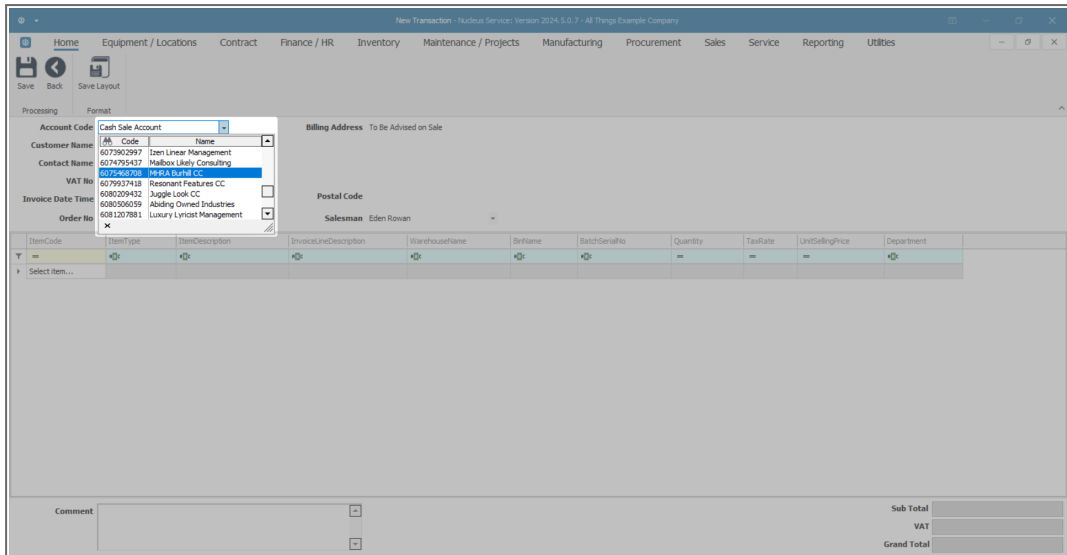 New Transaction - Nucleus Service: Version 2024.5.0.7 - All Things Example Company
Home Equipment / Locations Contract Finance / HR Inventory Maintenance / Projects Manufacturing Procurement Sales Service Reporting Utilities
Save Back Save Layout
Processing Format
Account Code Cash Sale Account Billing Address To Be Advised on Sale
Code Name
Customer Name
6073902997 Izen Linear Management
Contact Name 6074795437 Mailbox Likely Consulting
6075468708 MHRA Burhill CC
VAT No 6079937418 Resonant Features CC
6080209432 Juggle Look CC
Invoice Date Time Postal Code
6080506059 Abiding Owned Industries
Order No 6081207881 Luxury Lyricist Management Salesman Eden Rowan
ItemCode ItemType ItemDescription InvoiceLineDescription WarehouseName BinName BatchSerialNo Quantity TaxRate UnitSellingPrice Department
Select item...
Comment Sub Total
VAT
Grand Total